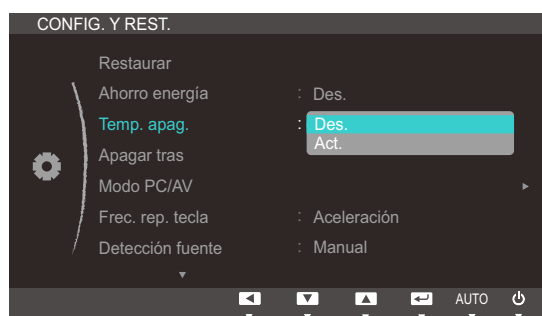 CONFIG. Y REST.
Restaurar
Ahorro energía : Des.
Temp. apag. : Des.
Act.
Apagar tras
Modo PC/AV
Frec. rep. tecla : Aceleración
Detección fuente : Manual
AUTO